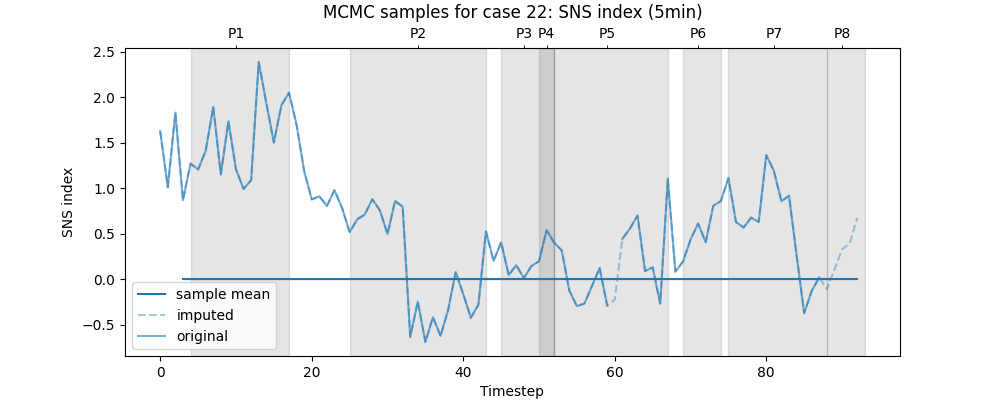 MCMC samples for case 22: SNS index (5min)
P1 P2 P3 P4 P5 P6 P7 P8
2.5
2.0
1.5
1.0
0.5
0.0
−0.5
SNS index
sample mean
imputed
original
0 20 40 60 80
Timestep